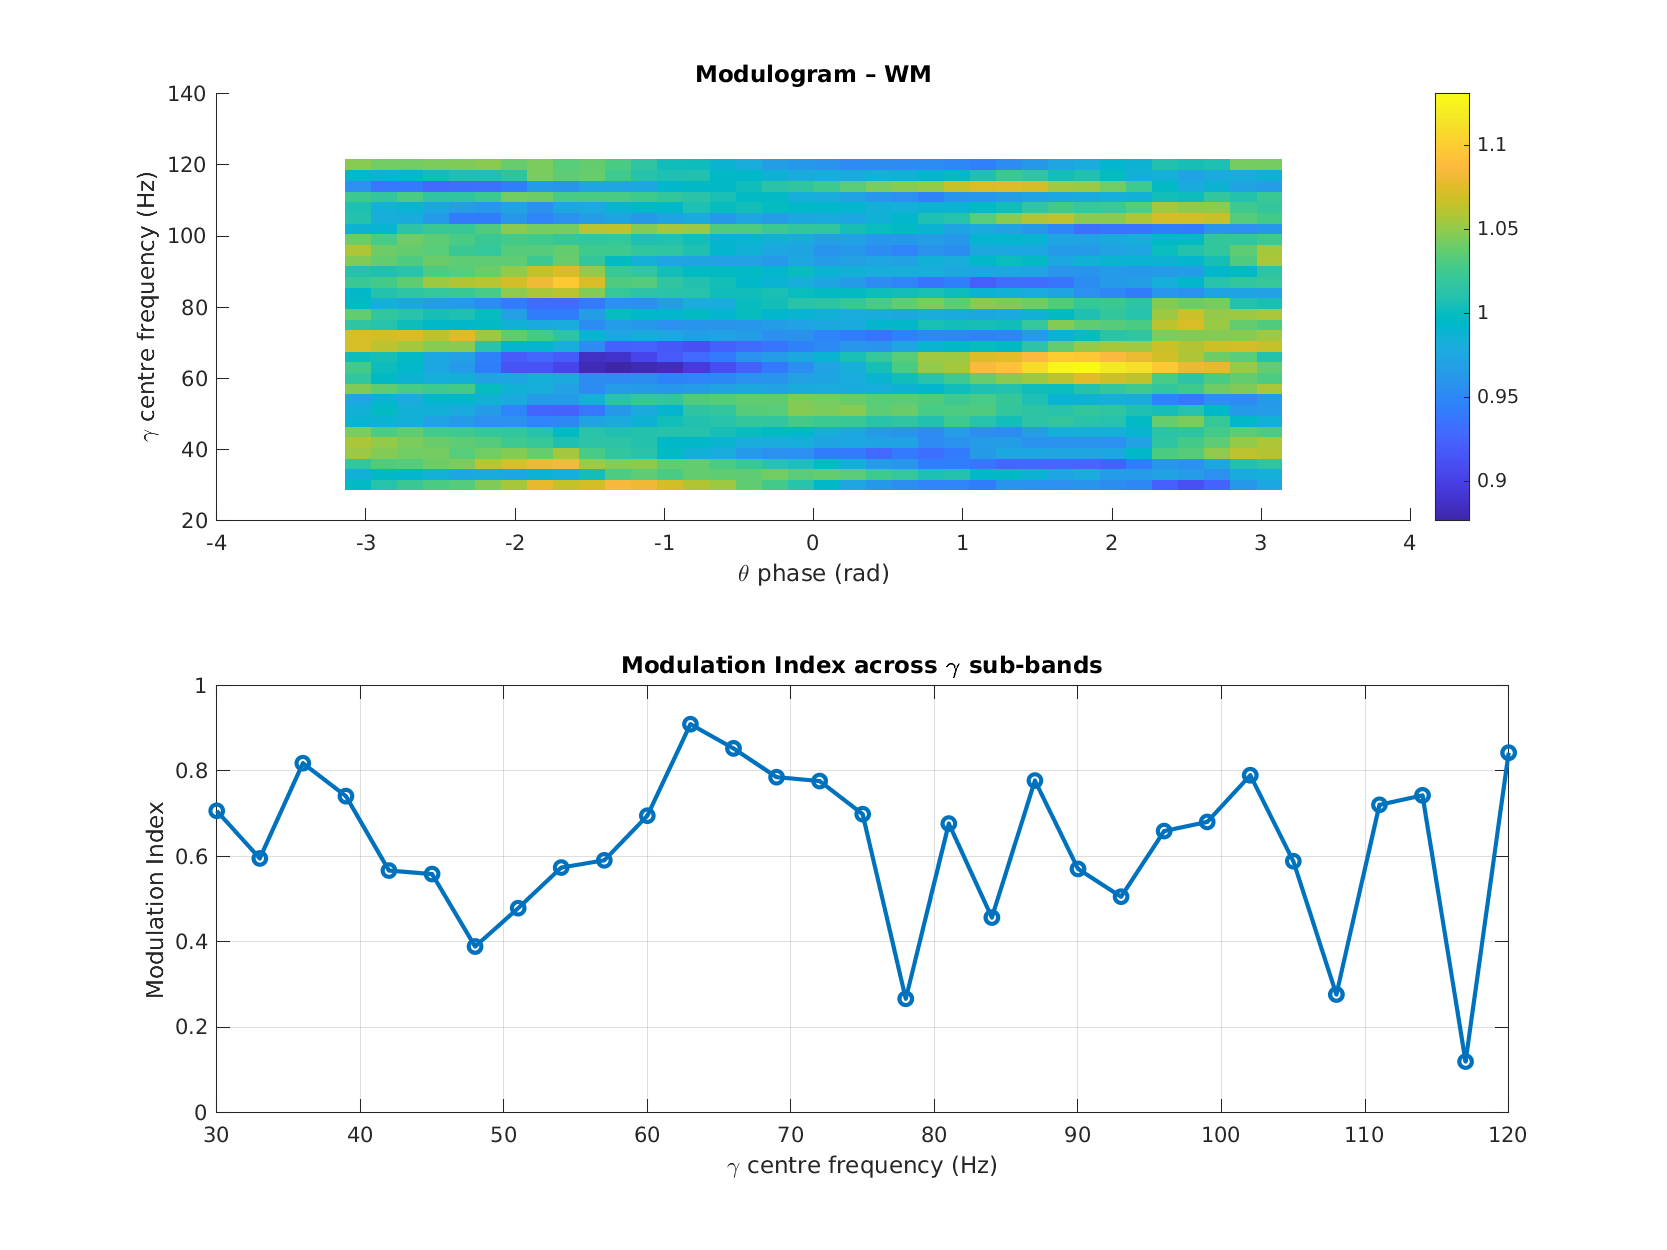 Modulogram – WM
140
120
100
80
60
40
20
γ centre frequency (Hz)
-4 -3 -2 -1 0 1 2 3 4
θ phase (rad)
1.1
1.05
1
0.95
0.9
Modulation Index across γ sub-bands
1
0.8
0.6
0.4
0.2
0
Modulation Index
30 40 50 60 70 80 90 100 110 120
γ centre frequency (Hz)